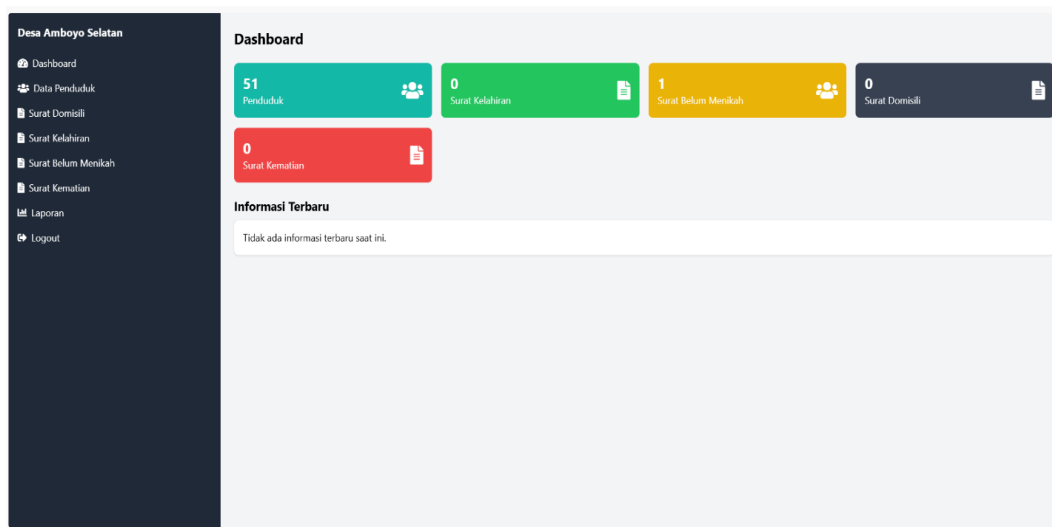 Desa Amboyo Selatan
Dashboard
Data Penduduk
Surat Domisili
Surat Kelahiran
Surat Belum Menikah
Surat Kematian
Laporan
Logout
Dashboard
51
Penduduk
0
Surat Kelahiran
1
Surat Belum Menikah
0
Surat Domisili
0
Surat Kematian
Informasi Terbaru
Tidak ada informasi terbaru saat ini.